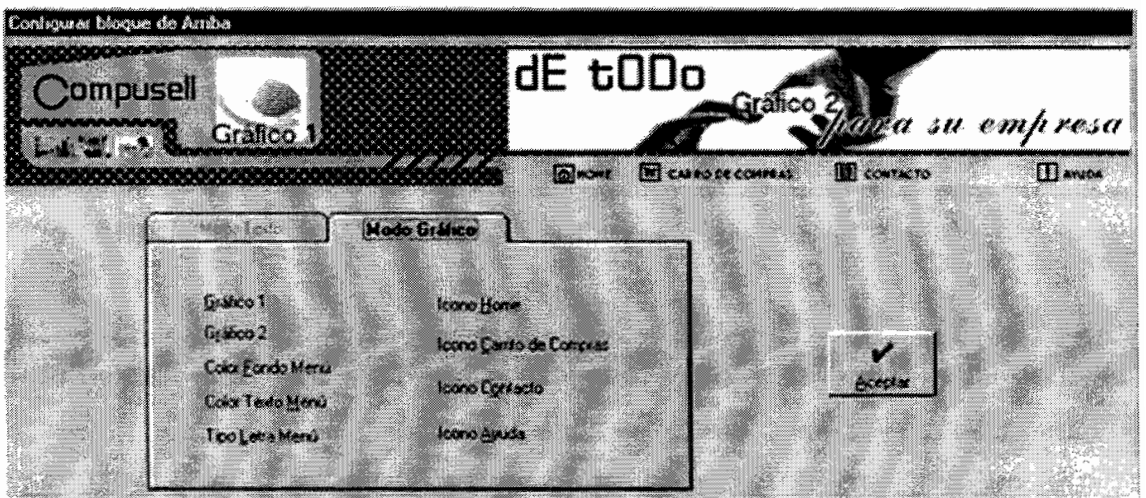 Configurar bloque de Arriba
Compusell
Gráfico 1
dE tODo
Gráfico 2
para su empresa
HOME
CARRO DE COMPRAS
CONTACTO
AYUDA
Modo Texto
Modo Gráfico
Gráfico 1
Gráfico 2
Color Fondo Menú
Color Texto Menú
Tipo Letra Menú
Icono Home
Icono Carrito de Compras
Icono Contacto
Icono Ayuda
Aceptar